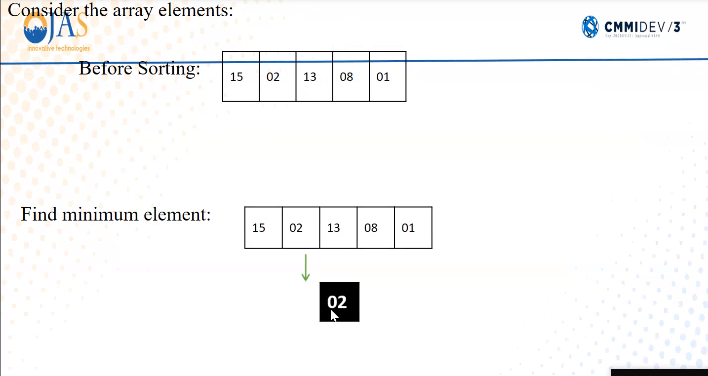 Consider the array elements:
OJAS
innovative technologies
CMMIDEV/3
Before Sorting:
15 02 13 08 01
Find minimum element:
15 02 13 08 01
02